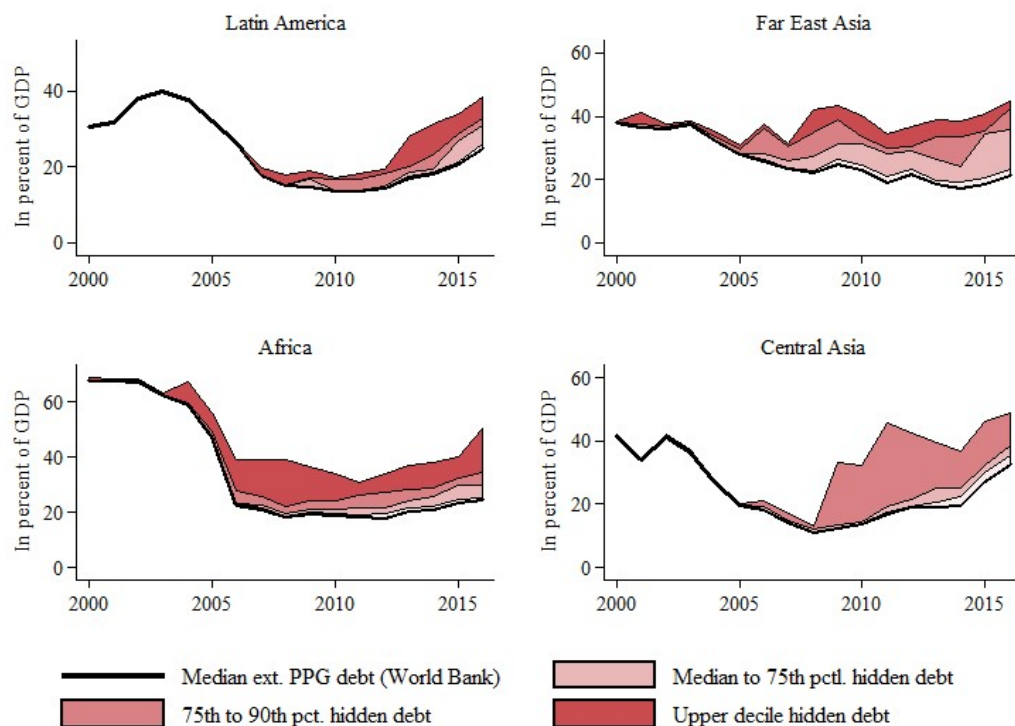 Latin America
In percent of GDP
40
20
0
2000 2005 2010 2015
Far East Asia
In percent of GDP
60
40
20
0
2000 2005 2010 2015
Africa
In percent of GDP
60
40
20
0
2000 2005 2010 2015
Central Asia
In percent of GDP
60
40
20
0
2000 2005 2010 2015
Median ext. PPG debt (World Bank)
Median to 75th pctl. hidden debt
75th to 90th pct. hidden debt
Upper decile hidden debt